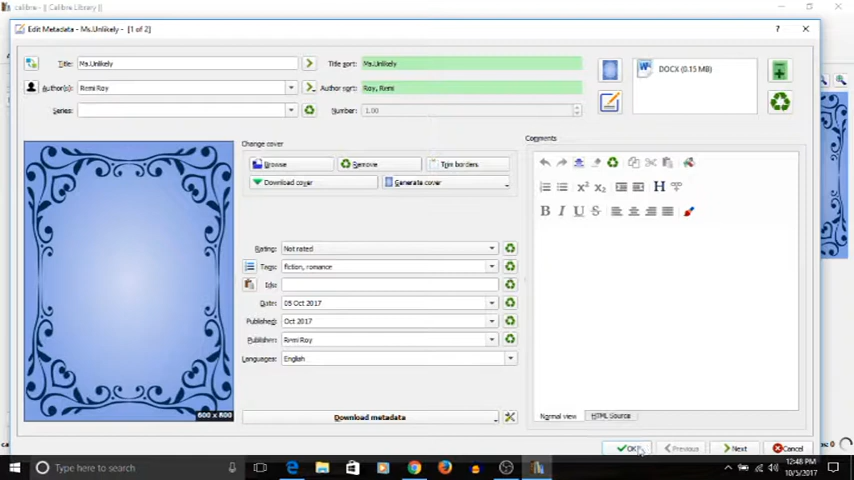 calibre - || Calibre Library ||
Edit Metadata - Ms.Unlikely - [1 of 2]
Title: Ms.Unlikely
Title sort: Ms.Unlikely
Author(s): Remi Roy
Author sort: Roy, Remi
Series:
Number: 1.00
DOCX (0.15 MB)
Change cover
Browse
Remove
Trim borders
Download cover
Generate cover
Comments
Rating: Not rated
Tags: fiction, romance
Ids:
Date: 05 Oct 2017
Published: Oct 2017
Publisher: Remi Roy
Languages: English
Download metadata
600 x 800
Normal view
HTML Source
OK
Previous
Next
Cancel
Type here to search
12:48 PM
10/5/2017